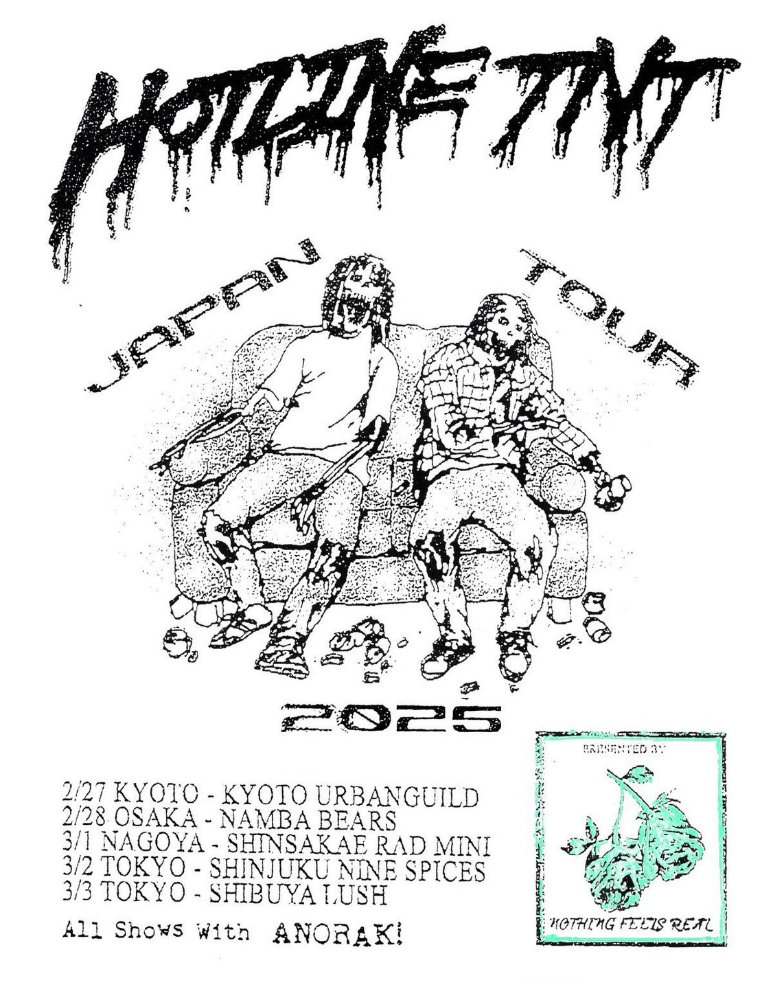 HOTLINE TNT
JAPAN TOUR
2025
2/27 KYOTO - KYOTO URBANGUILD
2/28 OSAKA - NAMBA BEARS
3/1 NAGOYA - SHINSAKAE RAD MINI
3/2 TOKYO - SHINJUKU NINE SPICES
3/3 TOKYO - SHIBUYA LUSH
All Shows With ANORAK!
PRESENTED BY
NOTHING FEELS REAL